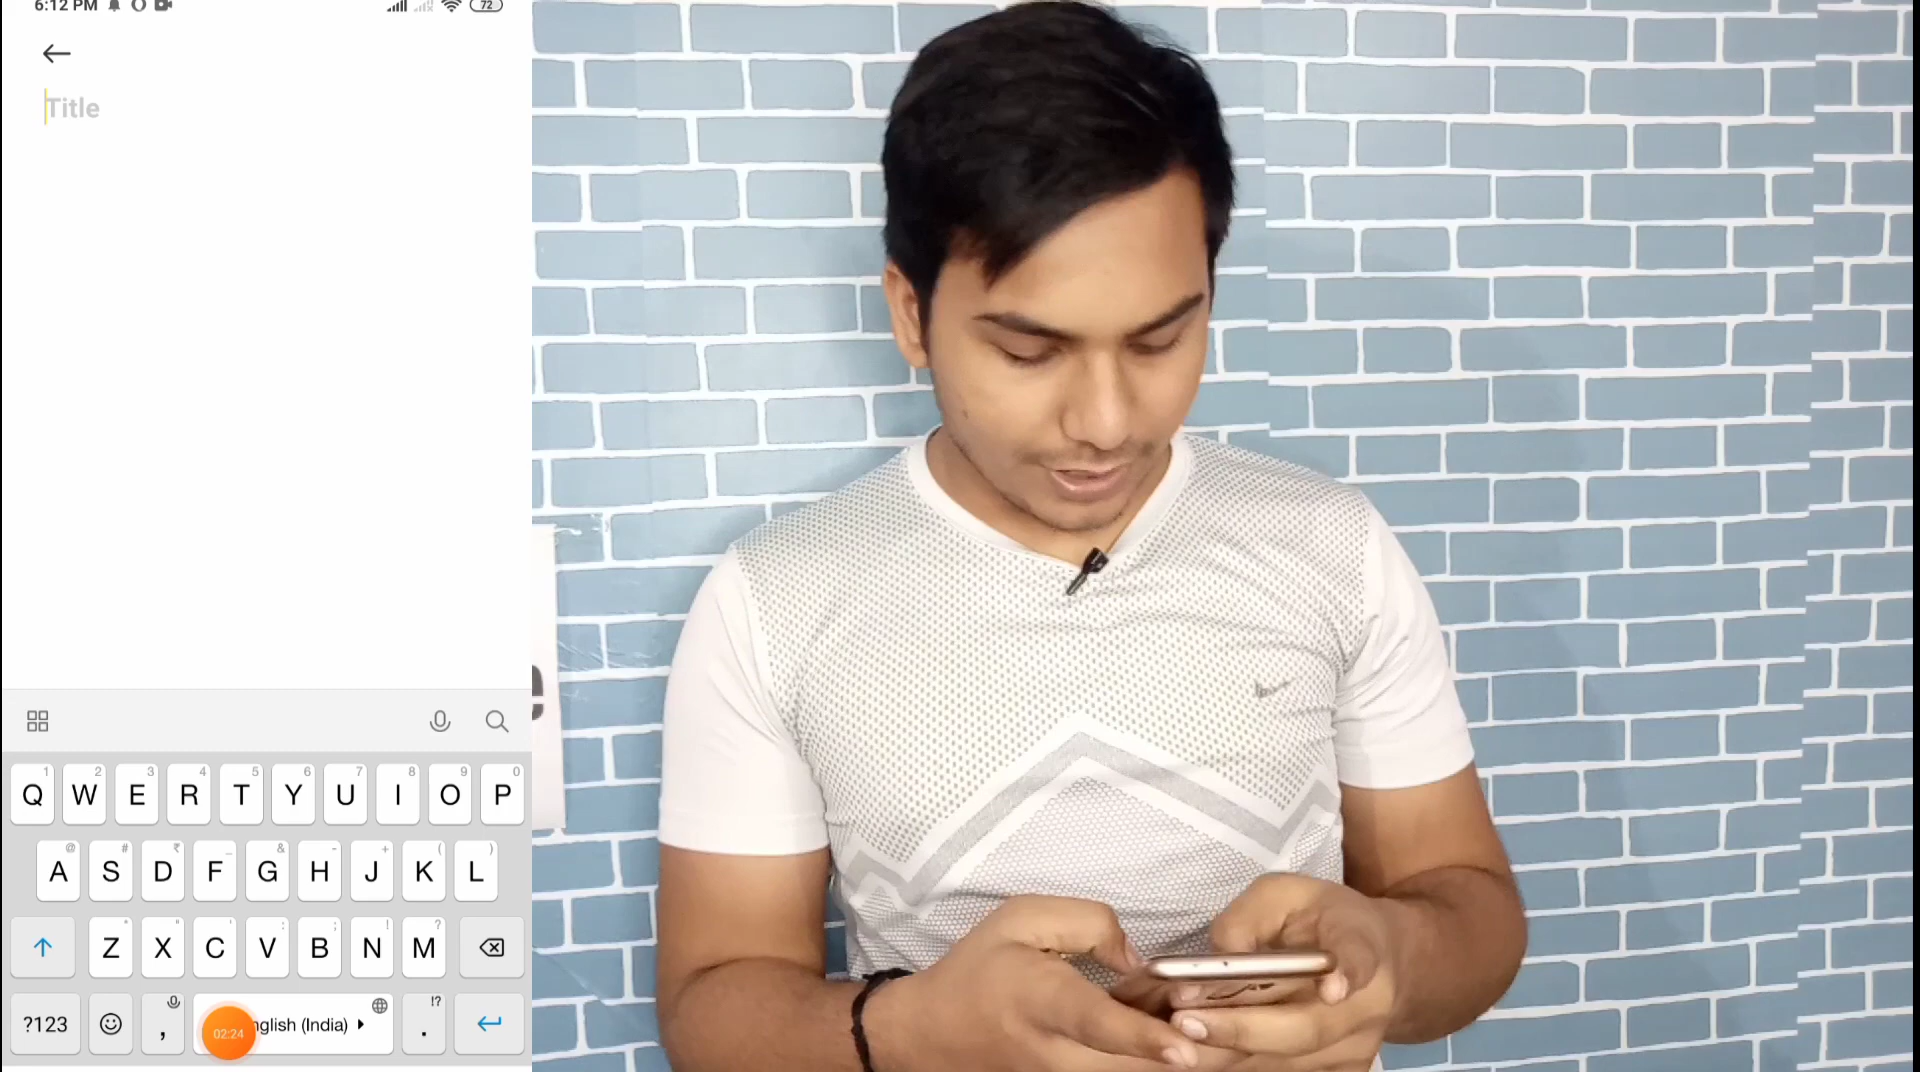 6:12 PM
72
Title
1 2 3 4 5 6 7 8 9 0
Q W E R T Y U I O P
@ # ₹ _ & - + ( )
A S D F G H J K L
Z X C V B N M
?123 , nglish (India) . !?
02:24
e